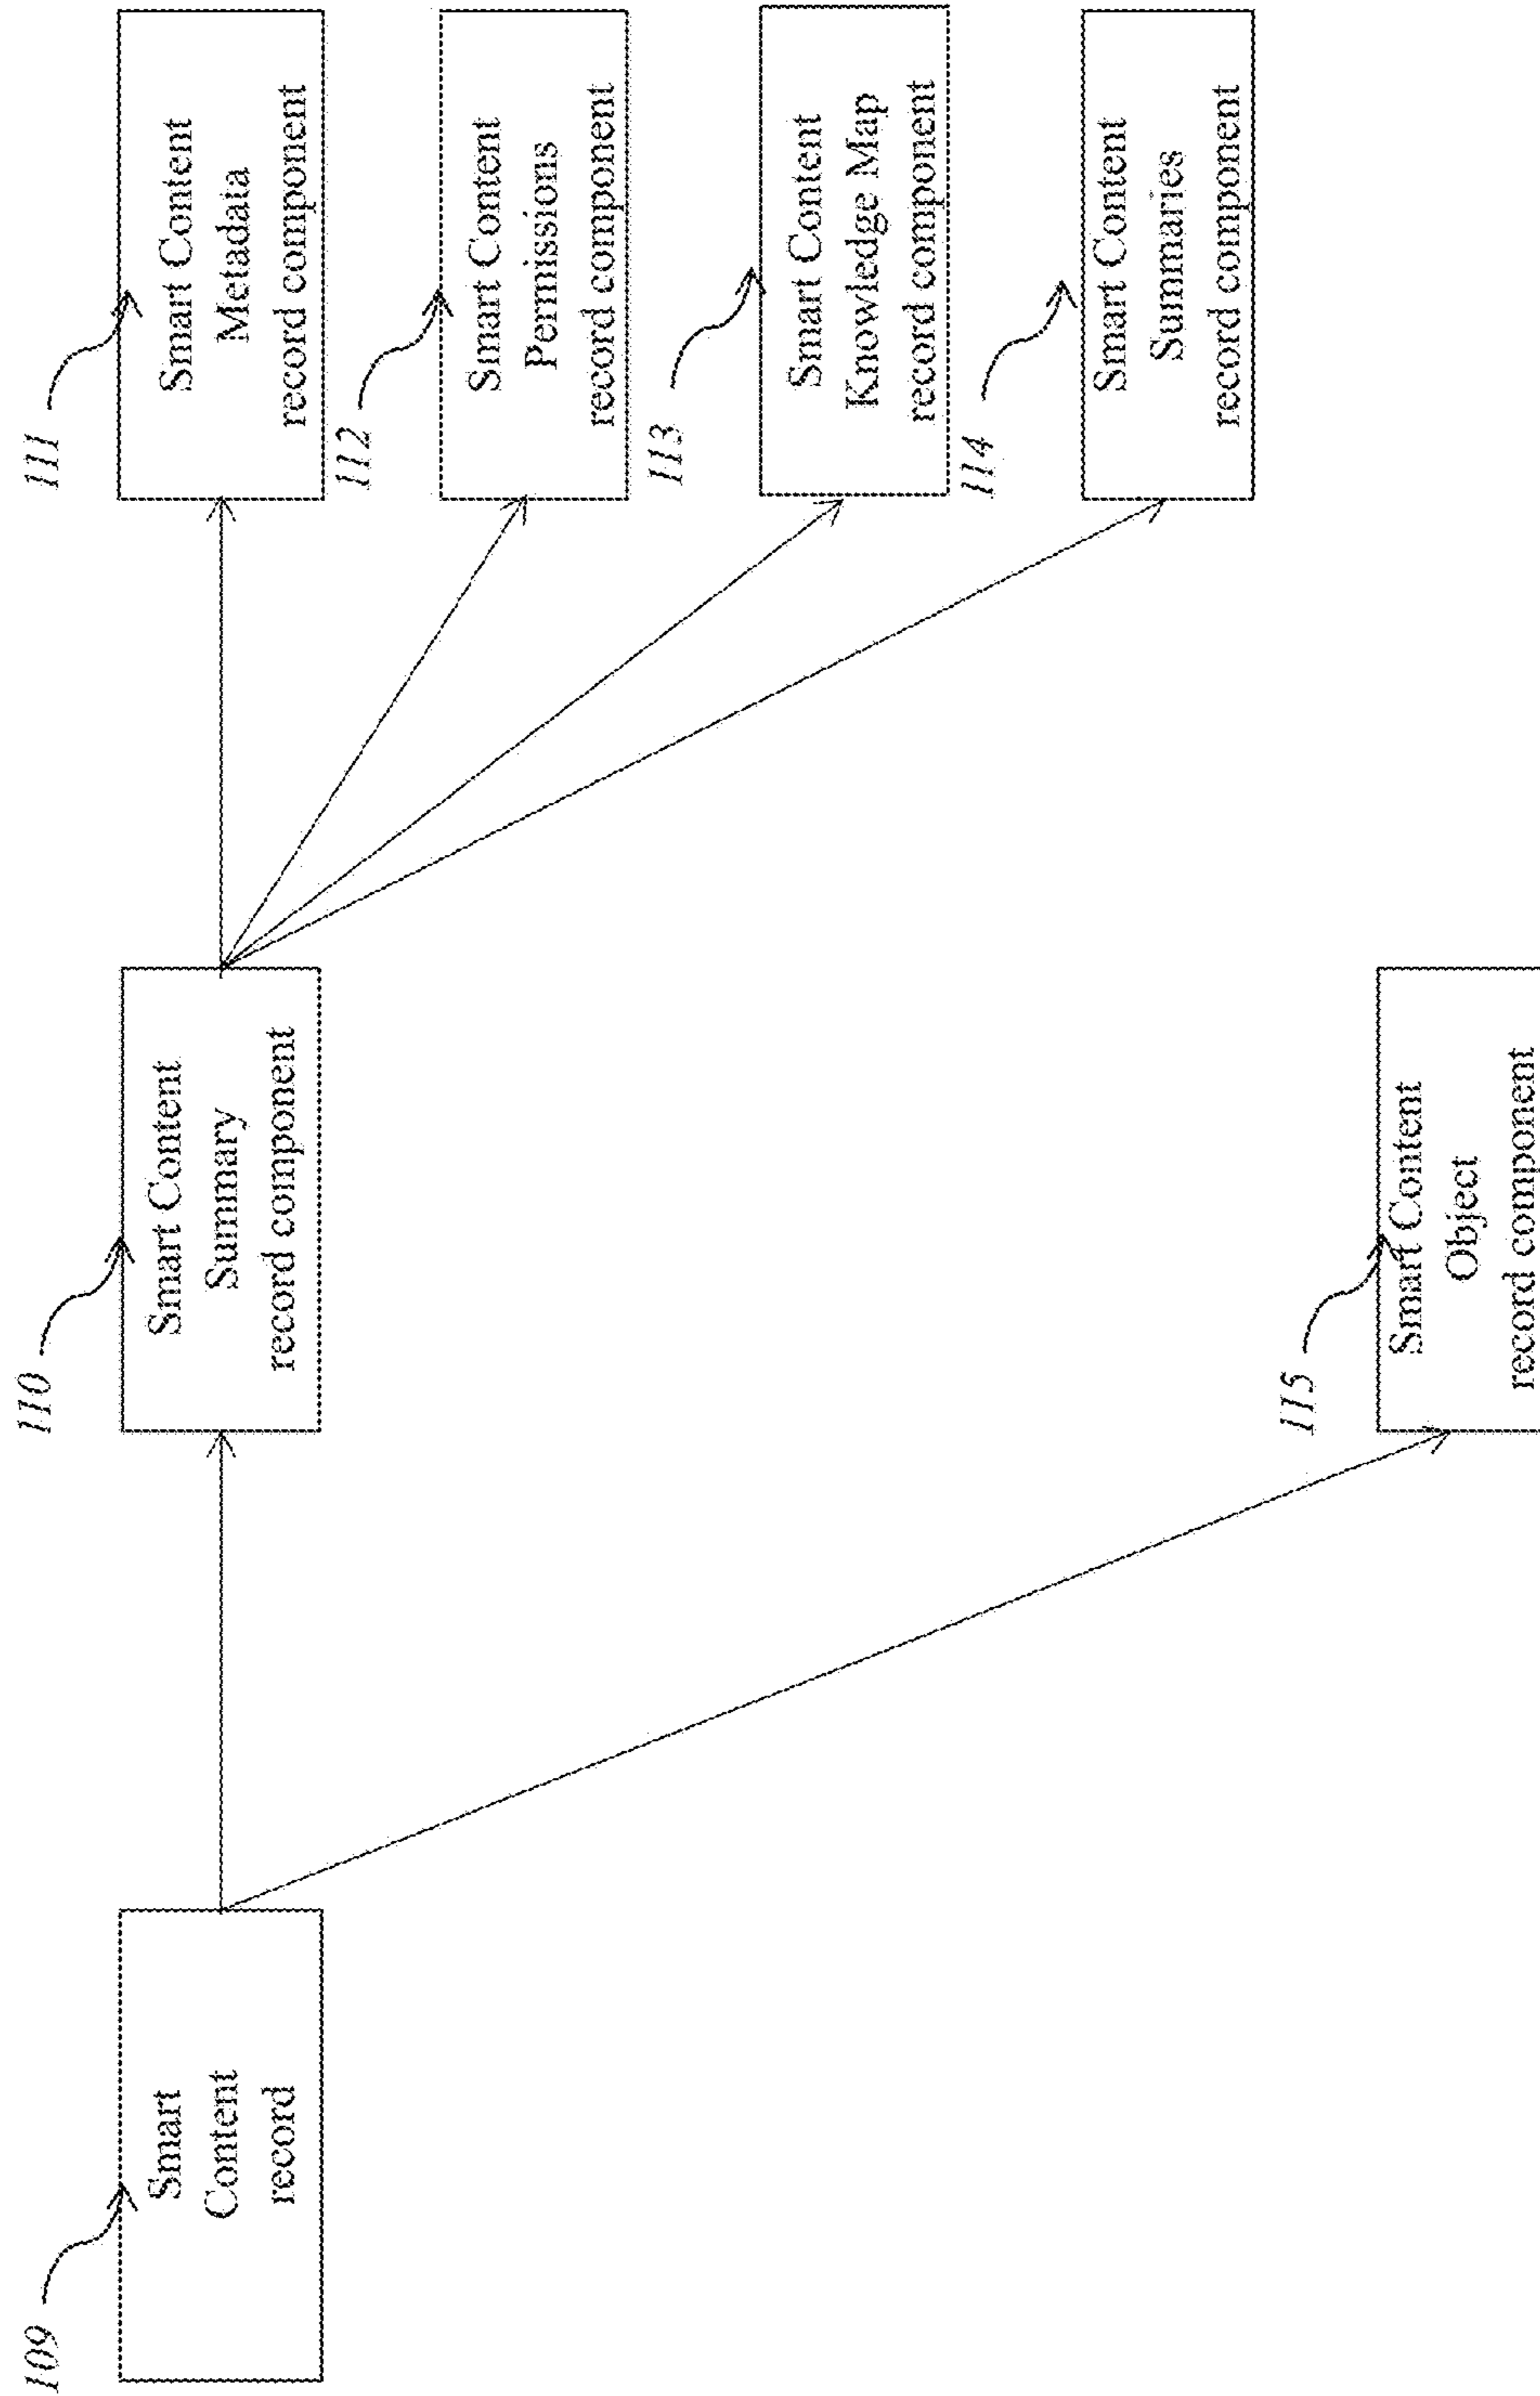 109
Smart
Content
record
110
Smart Content
Summary
record component
111
Smart Content
Metadata
record component
112
Smart Content
Permissions
record component
113
Smart Content
Knowledge Map
record component
114
Smart Content
Summaries
record component
115
Smart Content
Object
record component